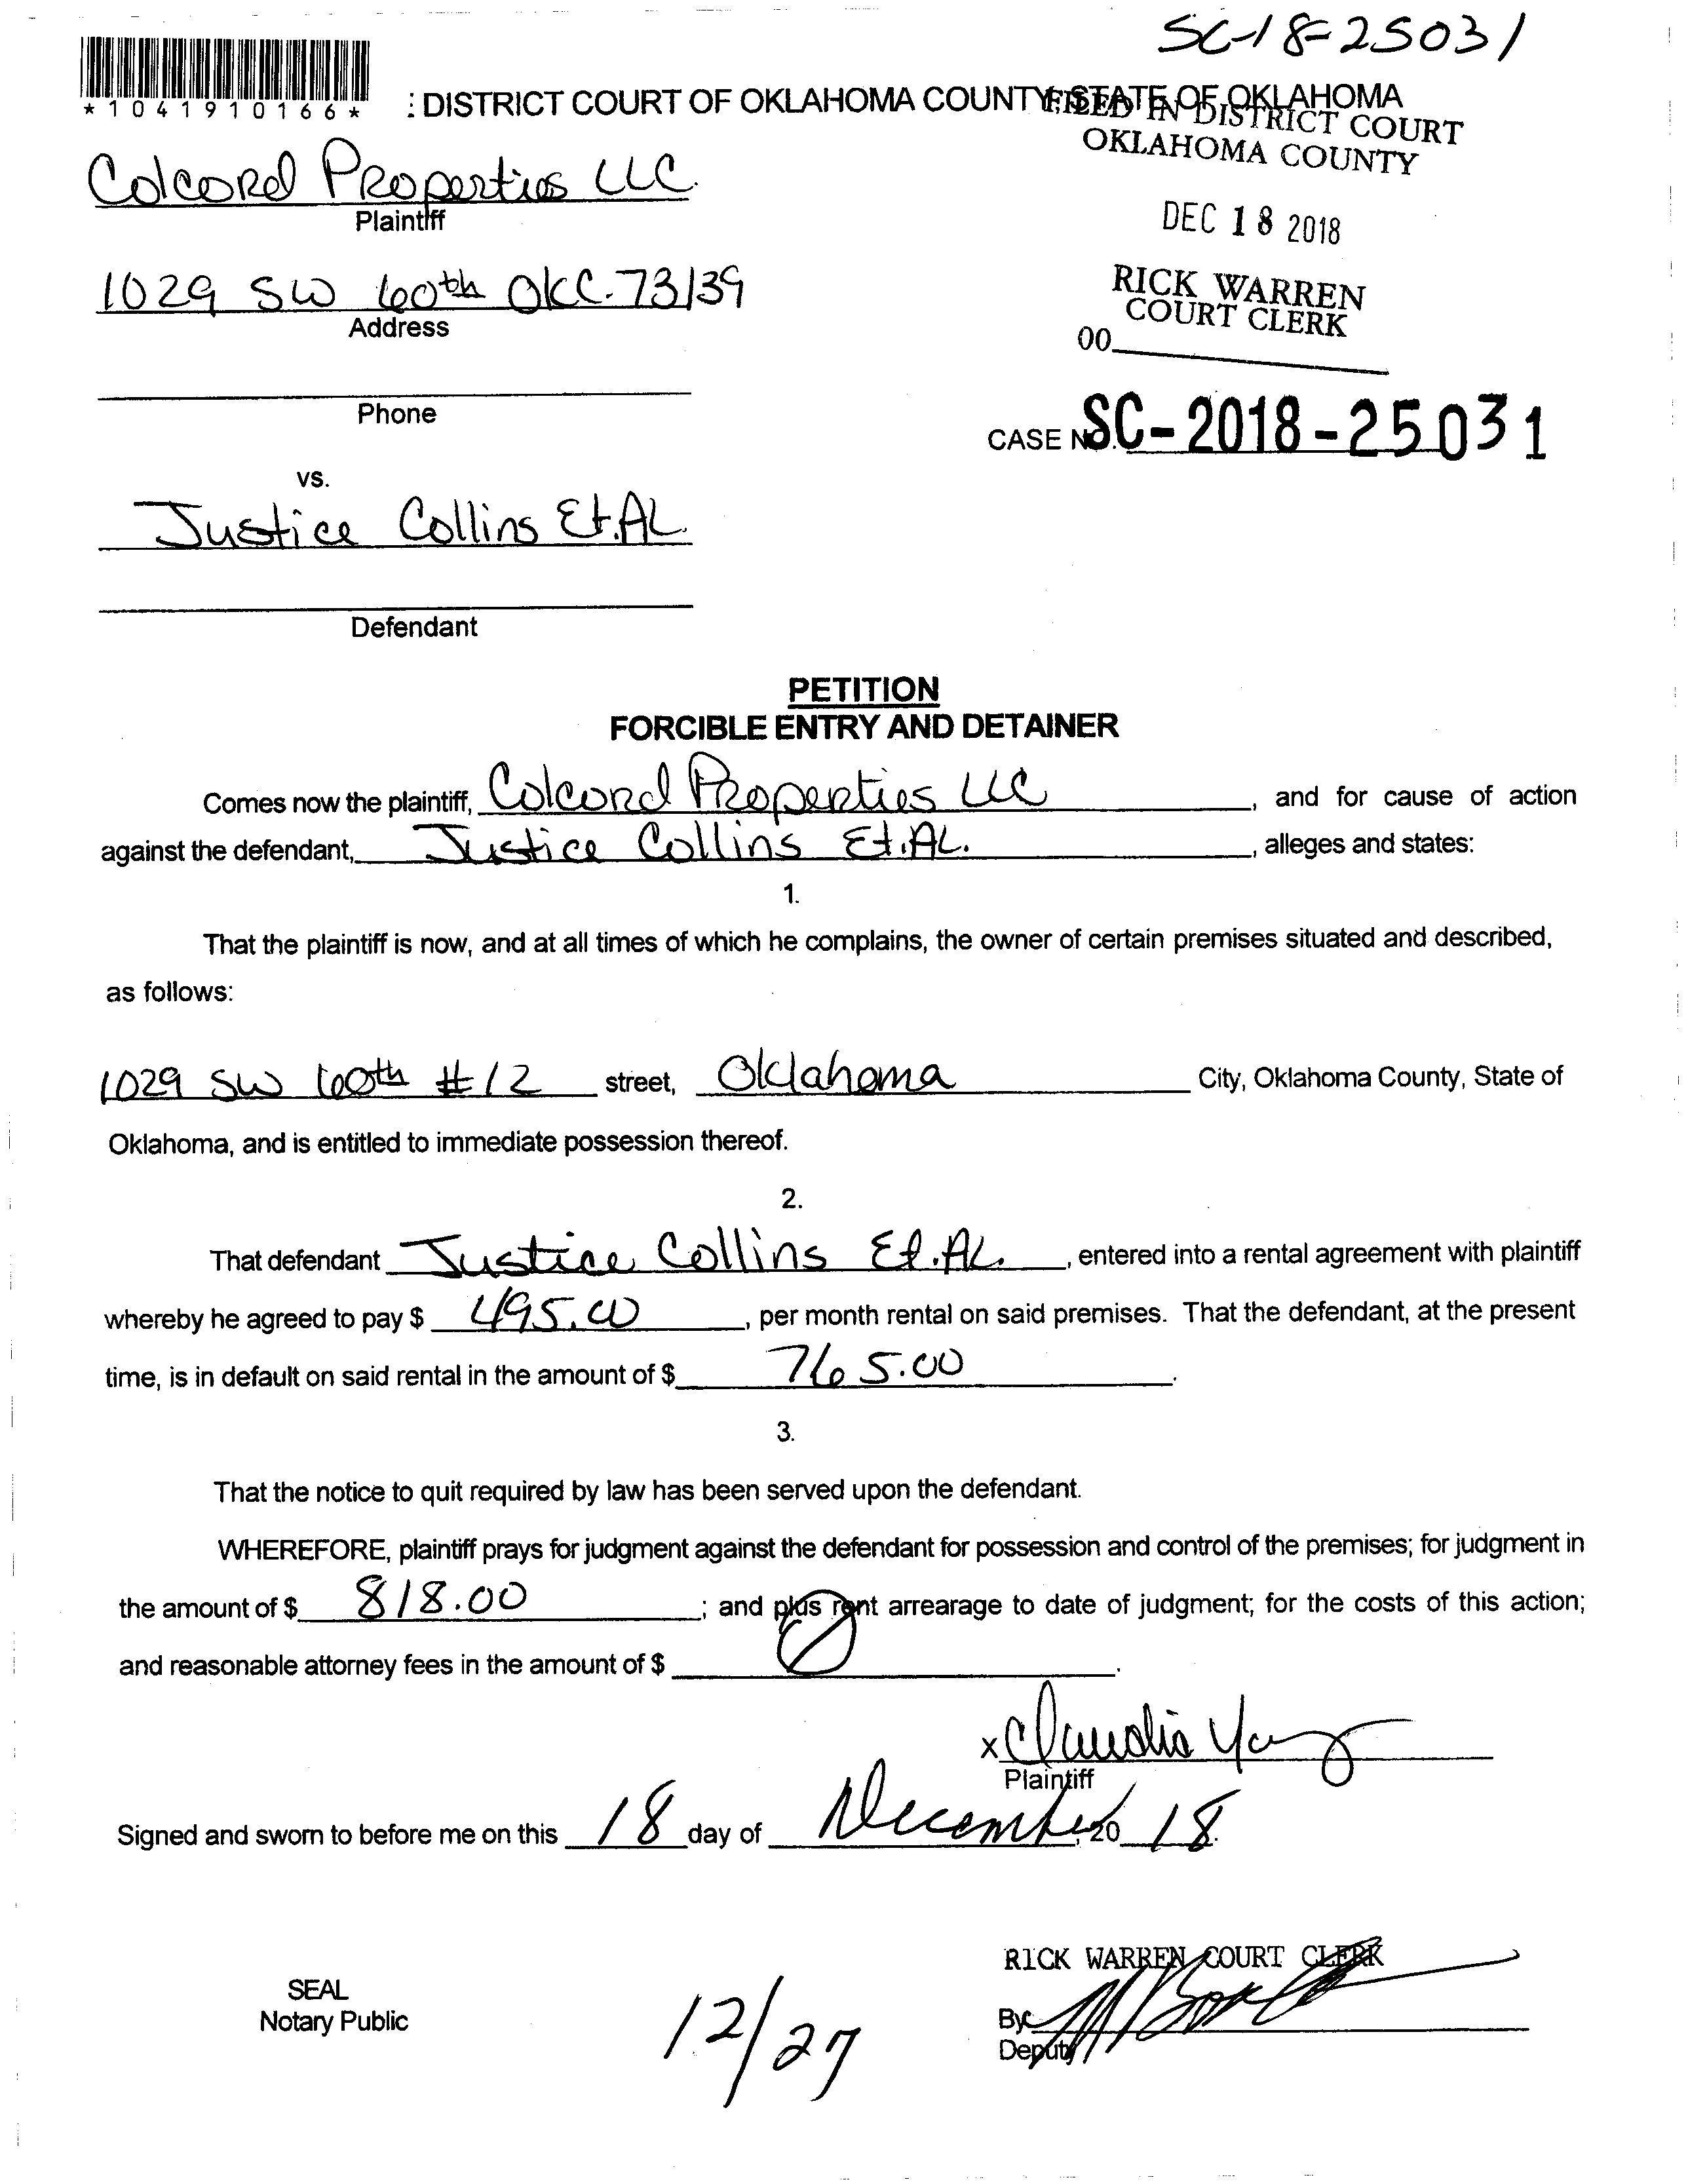 SC-18-25031
*1041910166*
: DISTRICT COURT OF OKLAHOMA COUNTY, STATE OF OKLAHOMA
FILED IN DISTRICT COURT
OKLAHOMA COUNTY
Colcord Properties LLC.
Plaintiff
DEC 18 2018
1029 SW 60th OKC. 73139
Address
RICK WARREN
COURT CLERK
00
Phone
CASE NO. SC-2018-25031
vs.
Justice Collins Et.AL
Defendant
PETITION
FORCIBLE ENTRY AND DETAINER
Comes now the plaintiff, Colcord Properties LLC, and for cause of action
against the defendant, Justice Collins Et.AL., alleges and states:
1.
That the plaintiff is now, and at all times of which he complains, the owner of certain premises situated and described,
as follows:
1029 SW 60th #12 street, Oklahoma City, Oklahoma County, State of
Oklahoma, and is entitled to immediate possession thereof.
2.
That defendant Justice Collins Et.AL., entered into a rental agreement with plaintiff
whereby he agreed to pay $ 495.00, per month rental on said premises. That the defendant, at the present
time, is in default on said rental in the amount of $ 765.00.
3.
That the notice to quit required by law has been served upon the defendant.
WHEREFORE, plaintiff prays for judgment against the defendant for possession and control of the premises; for judgment in
the amount of $ 818.00; and plus rent arrearage to date of judgment; for the costs of this action;
and reasonable attorney fees in the amount of $ 0.
x Claudia
Plaintiff
Signed and sworn to before me on this 18 day of December, 20 18.
RICK WARREN COURT CLERK
SEAL
Notary Public
12/27
By
Deputy